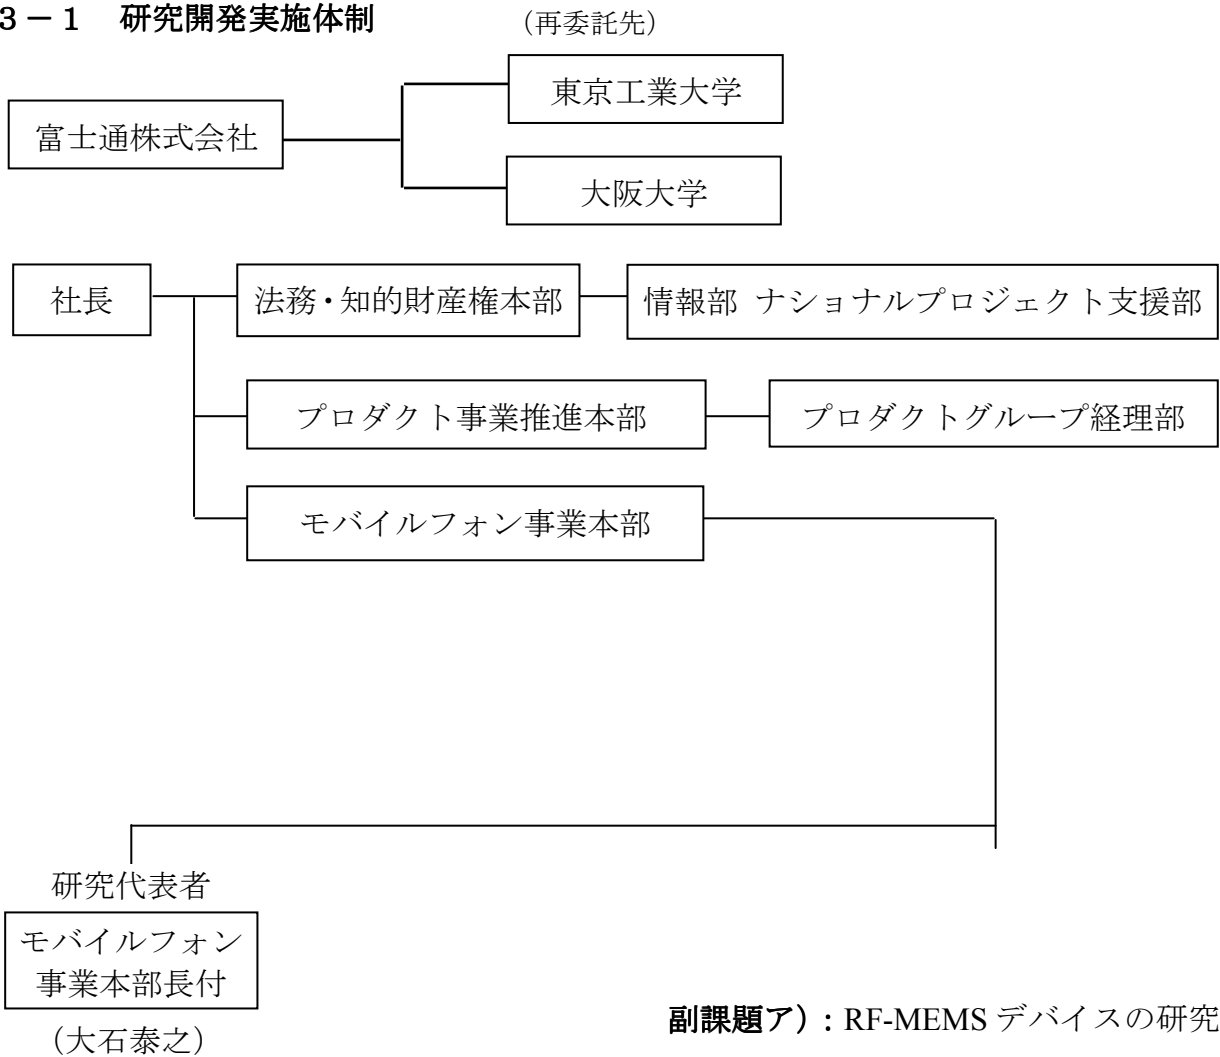 3－1　研究開発実施体制
（再委託先）
東京工業大学
富士通株式会社
大阪大学
社長
法務・知的財産権本部
情報部 ナショナルプロジェクト支援部
プロダクト事業推進本部
プロダクトグループ経理部
モバイルフォン事業本部
研究代表者
モバイルフォン
事業本部長付
（大石泰之）
副課題ア）：RF-MEMS デバイスの研究